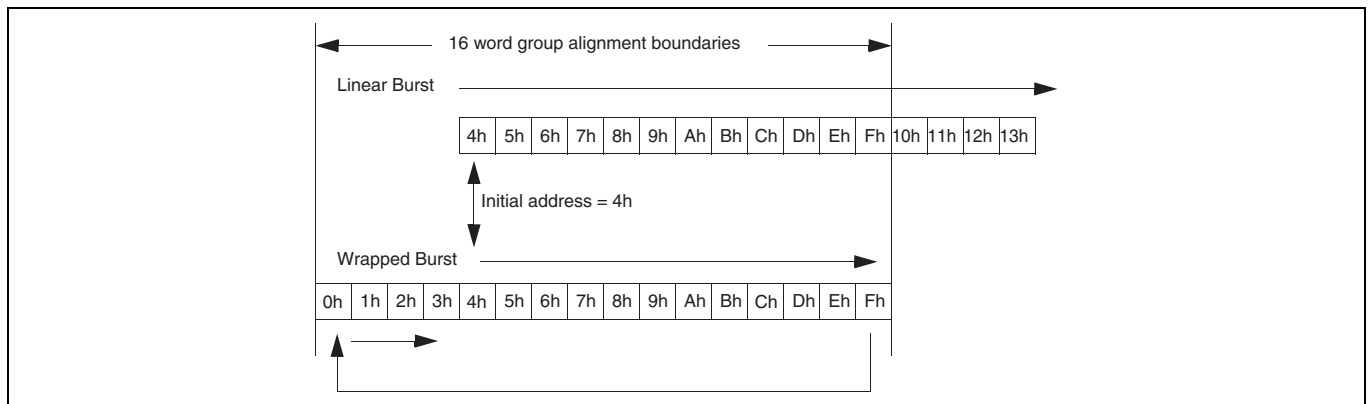 16 word group alignment boundaries
Linear Burst
4h 5h 6h 7h 8h 9h Ah Bh Ch Dh Eh Fh 10h 11h 12h 13h
Initial address = 4h
Wrapped Burst
0h 1h 2h 3h 4h 5h 6h 7h 8h 9h Ah Bh Ch Dh Eh Fh